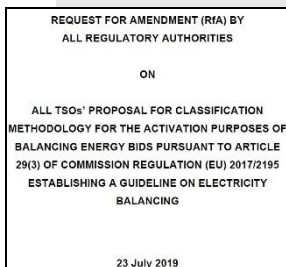 REQUEST FOR AMENDMENT (RfA) BY
ALL REGULATORY AUTHORITIES
ON
ALL TSOs' PROPOSAL FOR CLASSIFICATION
METHODOLOGY FOR THE ACTIVATION PURPOSES OF
BALANCING ENERGY BIDS PURSUANT TO ARTICLE
29(3) OF COMMISSION REGULATION (EU) 2017/2195
ESTABLISHING A GUIDELINE ON ELECTRICITY
BALANCING
23 July 2019